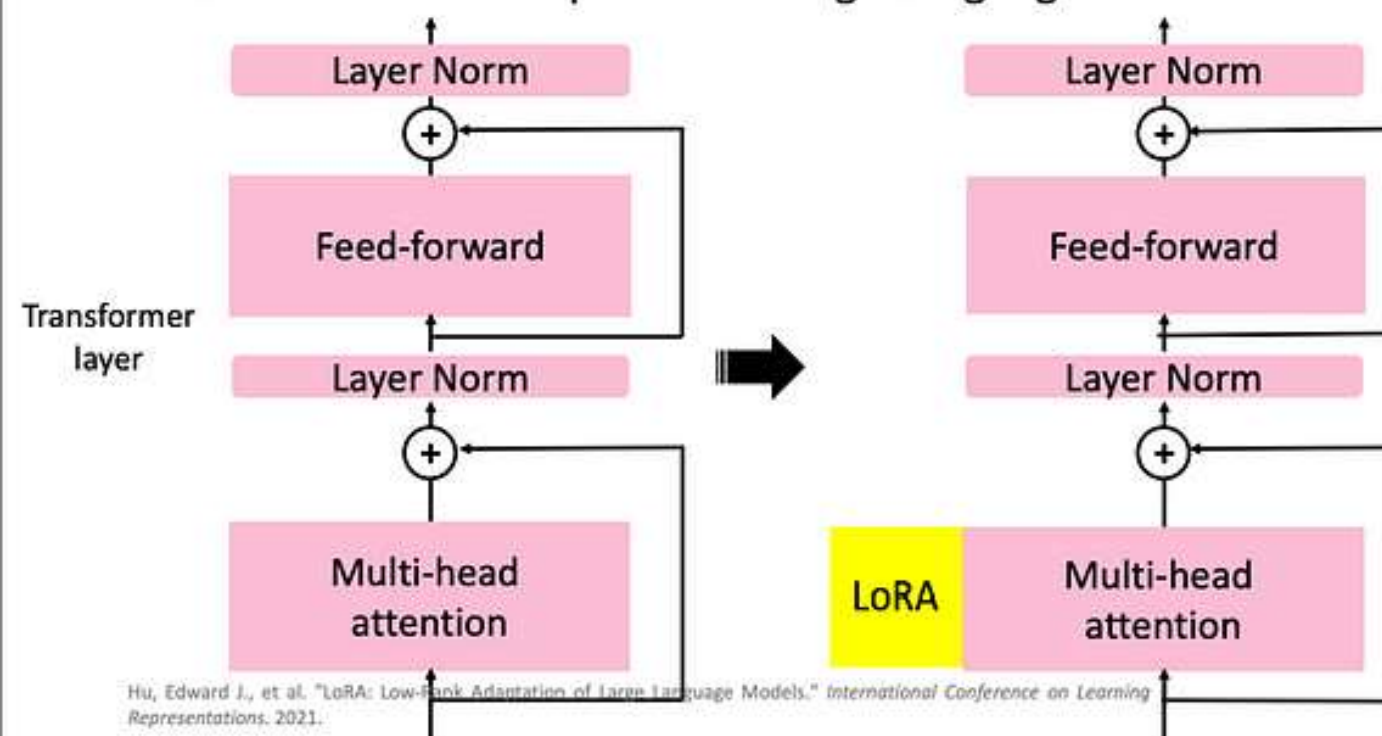 Layer Norm
+
Feed-forward
Transformer
layer
Layer Norm
+
Multi-head
attention
Layer Norm
+
Feed-forward
Layer Norm
+
LoRA
Multi-head
attention
Hu, Edward J., et al. "LoRA: Low-Rank Adaptation of Large Language Models." International Conference on Learning
Representations. 2021.